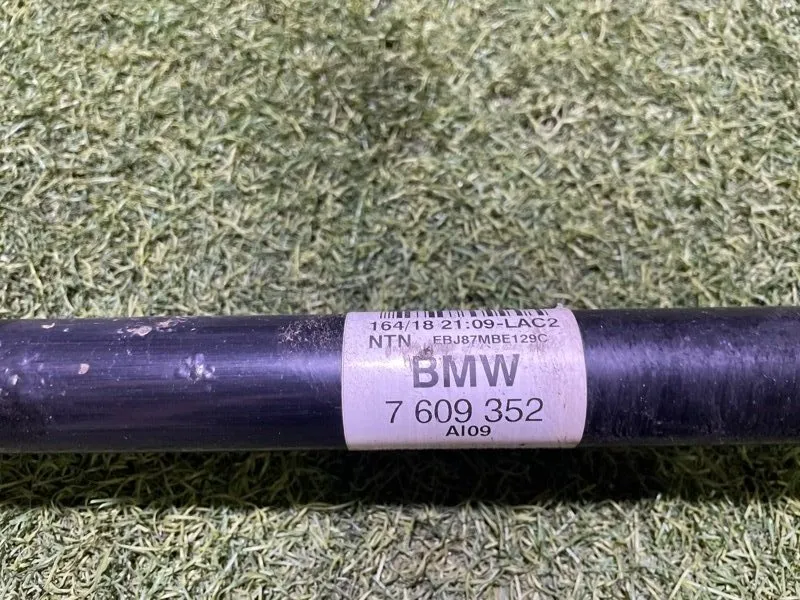 164/18 21:09-LAC2
NTN EBJ87MBE129C
BMW
7 609 352
AI09